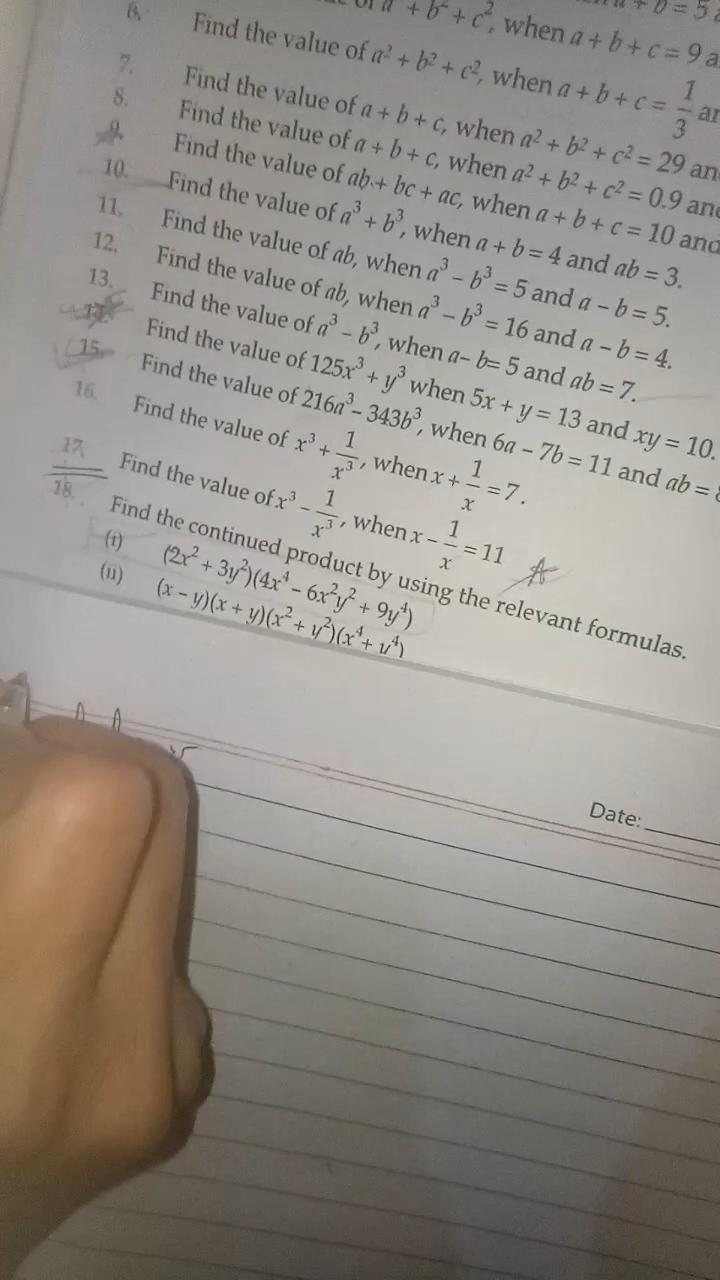 a² + b² + c², when a + b + c = 9
6. Find the value of a² + b² + c², when a + b + c = 1/3
7. Find the value of a + b + c, when a² + b² + c² = 29
8. Find the value of a + b + c, when a² + b² + c² = 0.9
9. Find the value of ab + bc + ac, when a + b + c = 10 and
10. Find the value of a³ + b³, when a + b = 4 and ab = 3.
11. Find the value of ab, when a³ – b³ = 5 and a – b = 5.
12. Find the value of ab, when a³ – b³ = 16 and a – b = 4.
13. Find the value of a³ – b³, when a– b= 5 and ab = 7.
Find the value of 125x³ + y³ when 5x + y = 13 and xy = 10.
15. Find the value of 216a³ – 343b³, when 6a – 7b = 11 and ab =
16. Find the value of x³ + 1/x³, when x + 1/x = 7.
17. Find the value of x³ – 1/x³, when x – 1/x = 11
18. Find the continued product by using the relevant formulas.
(i) (2x² + 3y²)(4x⁴ – 6x²y² + 9y⁴)
(ii) (x – y)(x + y)(x² + y²)(x⁴ + y⁴)
Date: